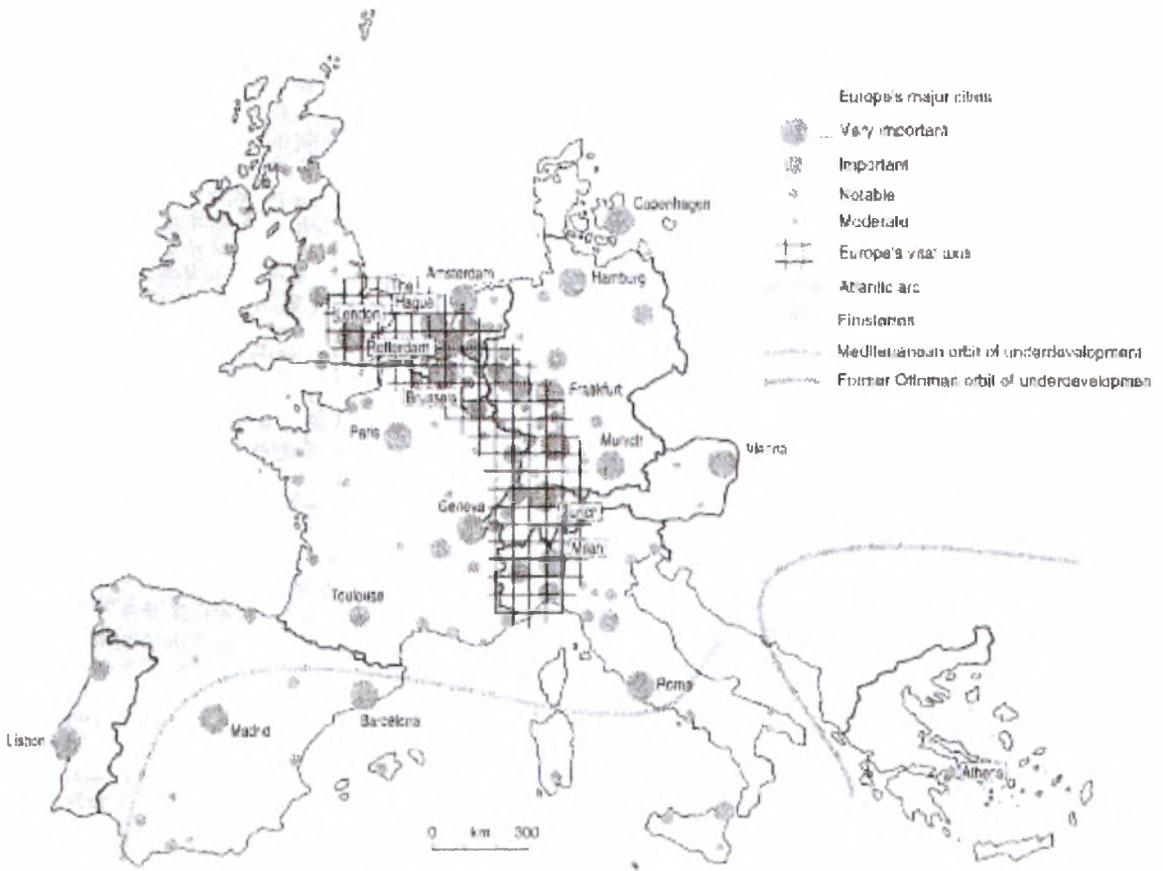 Europe's major cities
Very important
Important
Notable
Moderate
Europe's vital axis
Atlantic arc
Finisterres
Mediterranean orbit of underdevelopment
Former Ottoman orbit of underdevelopmen
Copenhagen
Hamburg
Amsterdam
The
Hague
London
Rotterdam
Brussels
Frankfurt
Paris
Munich
Vienna
Geneva
Zurich
Milan
Toulouse
Roma
Barcelona
Madrid
Lisbon
Athens
0 km 300